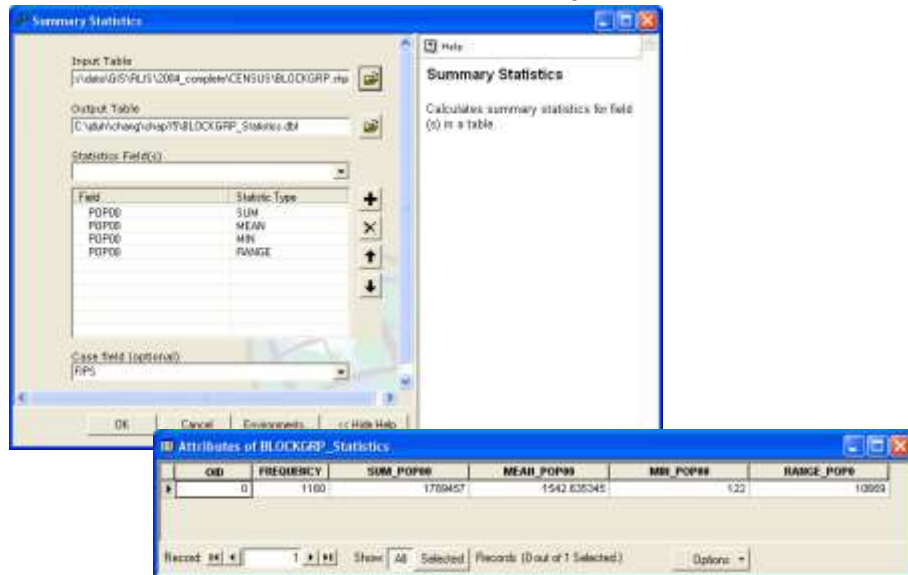 Summary Statistics
Input Table
Output Table
Statistics Field(s)
Field Statistic Type
POP00 SUM
POP00 MEAN
POP00 MIN
POP00 RANGE
Case field (optional)
FIPS
OK Cancel Environments... << Hide Help
Help
Summary Statistics
Calculates summary statistics for field
(s) in a table.
Attributes of BLOCKGRP_Statistics
OID FREQUENCY SUM_POP00 MEAN_POP00 MIN_POP00 RANGE_POP0
0 1160 1789457 1542.635345 122
Record: 1 Show: All Selected Records (0 out of 1 Selected.) Options